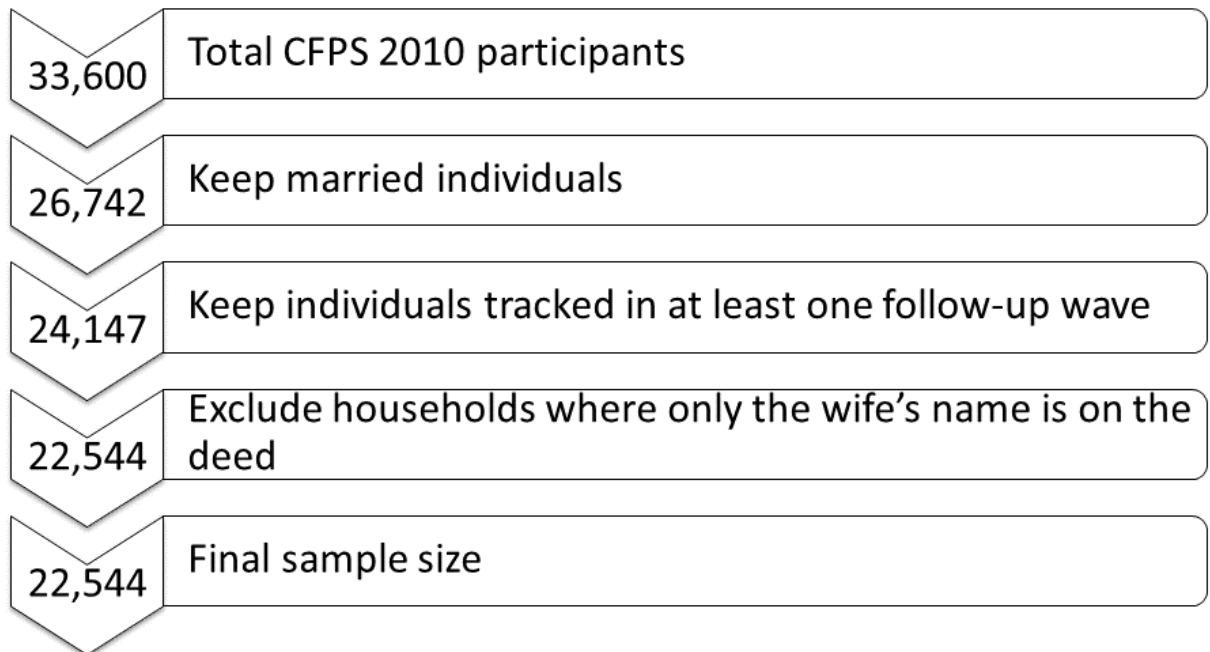 33,600
Total CFPS 2010 participants
26,742
Keep married individuals
24,147
Keep individuals tracked in at least one follow-up wave
22,544
Exclude households where only the wife’s name is on the
deed
22,544
Final sample size